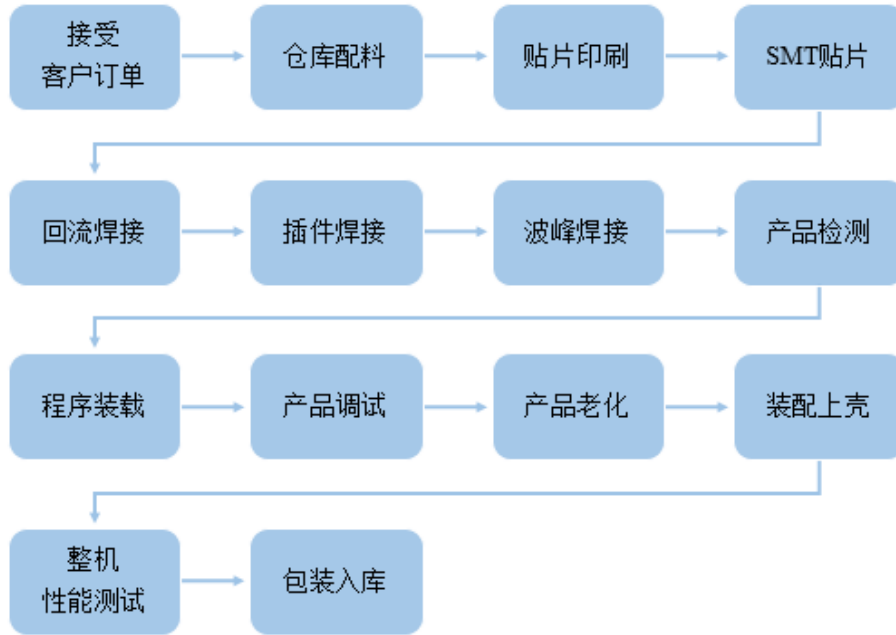 接受
客户订单
仓库配料
贴片印刷
SMT贴片
回流焊接
插件焊接
波峰焊接
产品检测
程序装载
产品调试
产品老化
装配上壳
整机
性能测试
包装入库